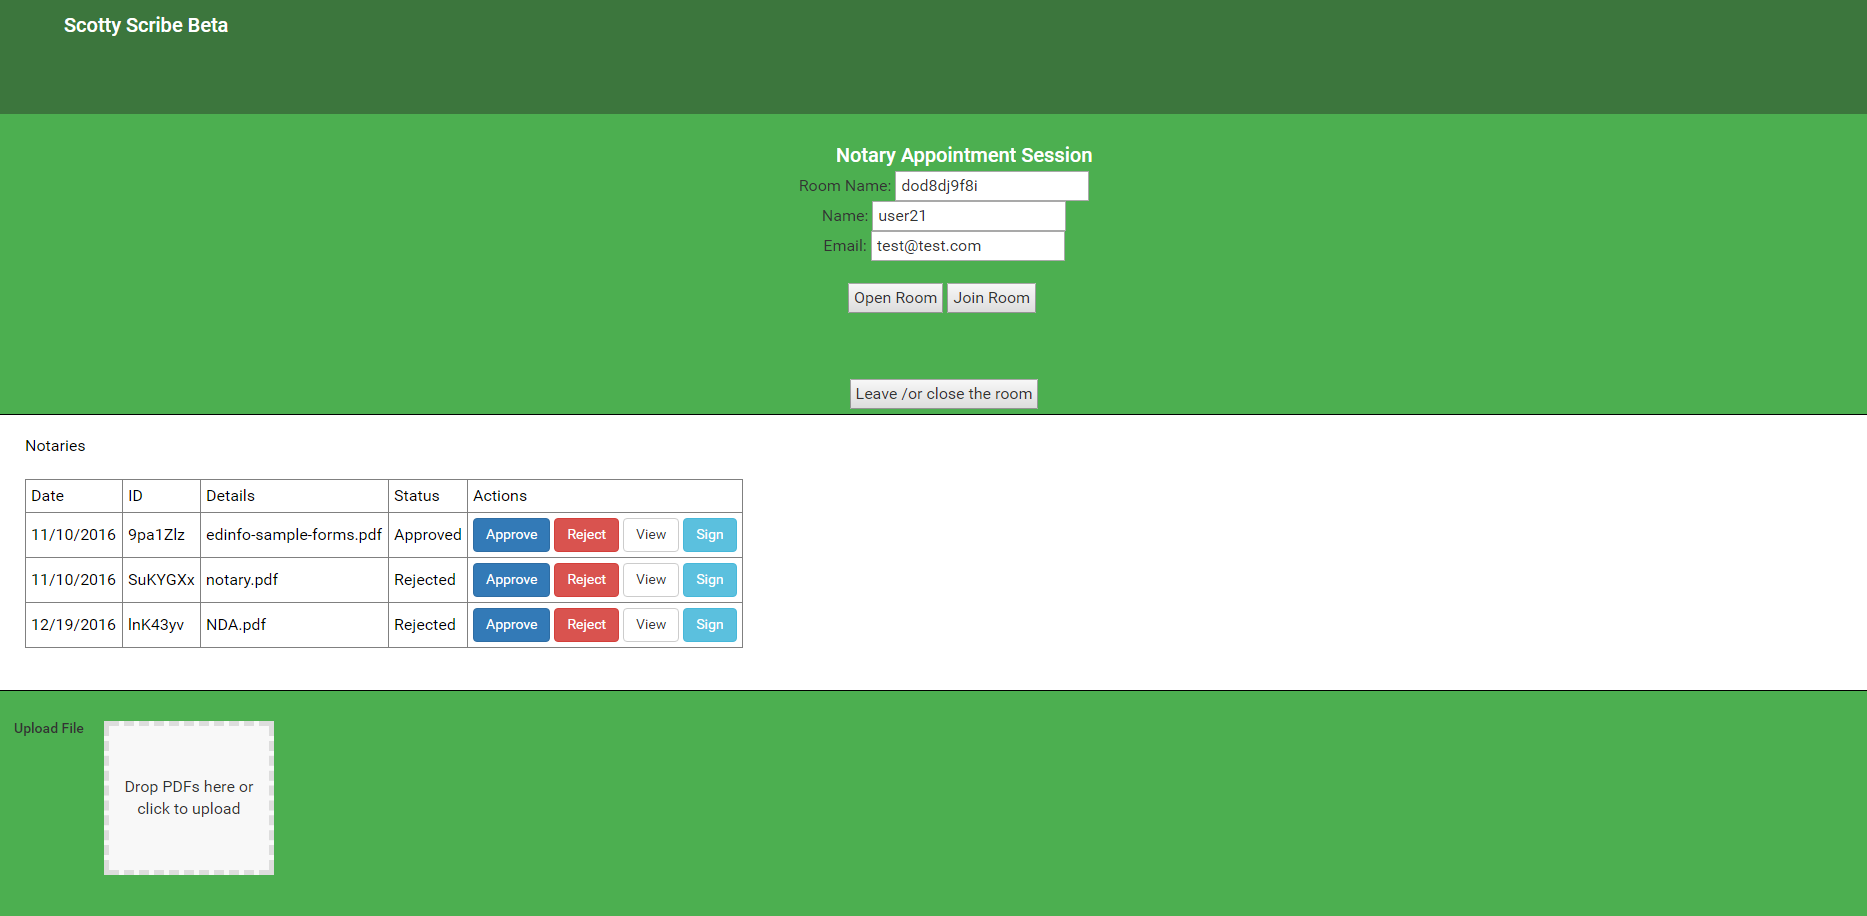 Scotty Scribe Beta
Notary Appointment Session
Room Name: dod8dj9f8i
Name: user21
Email: test@test.com
Open Room Join Room
Leave /or close the room
Notaries
Date ID Details Status Actions
11/10/2016 9pa1Zlz edinfo-sample-forms.pdf Approved Approve Reject View Sign
11/10/2016 SuKYGXx notary.pdf Rejected Approve Reject View Sign
12/19/2016 lnK43yv NDA.pdf Rejected Approve Reject View Sign
Upload File
Drop PDFs here or
click to upload